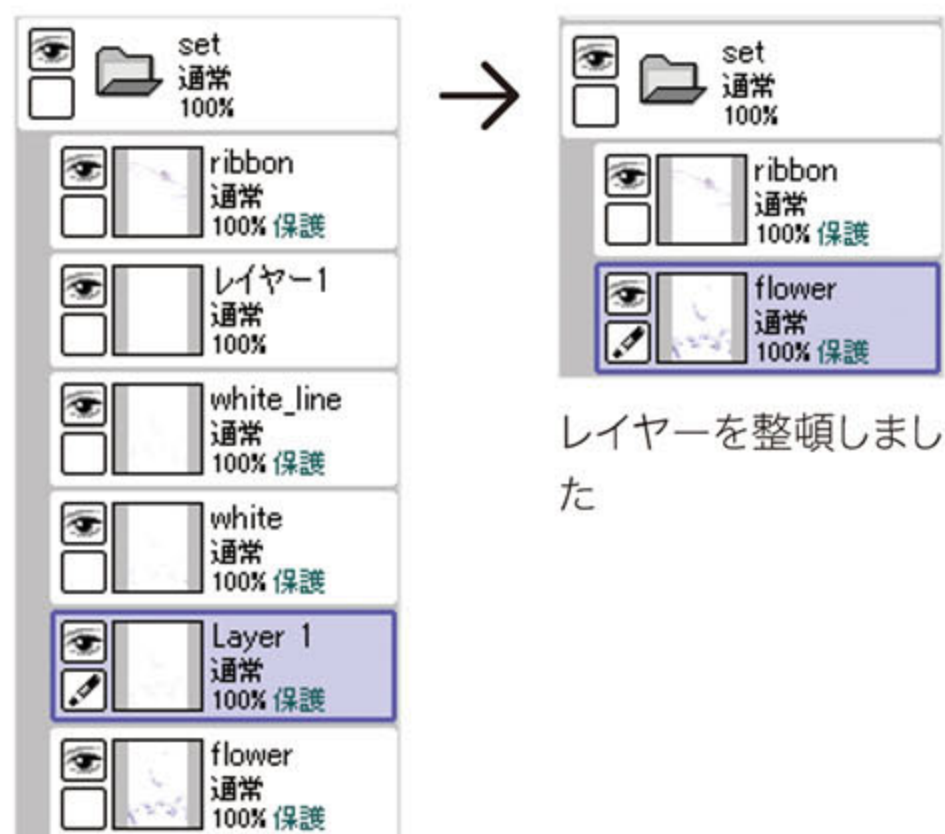 set
通常
100%
ribbon
通常
100% 保護
レイヤー1
通常
100%
white_line
通常
100% 保護
white
通常
100% 保護
Layer 1
通常
100% 保護
flower
通常
100% 保護
→
set
通常
100%
ribbon
通常
100% 保護
flower
通常
100% 保護
レイヤーを整頓しまし
た